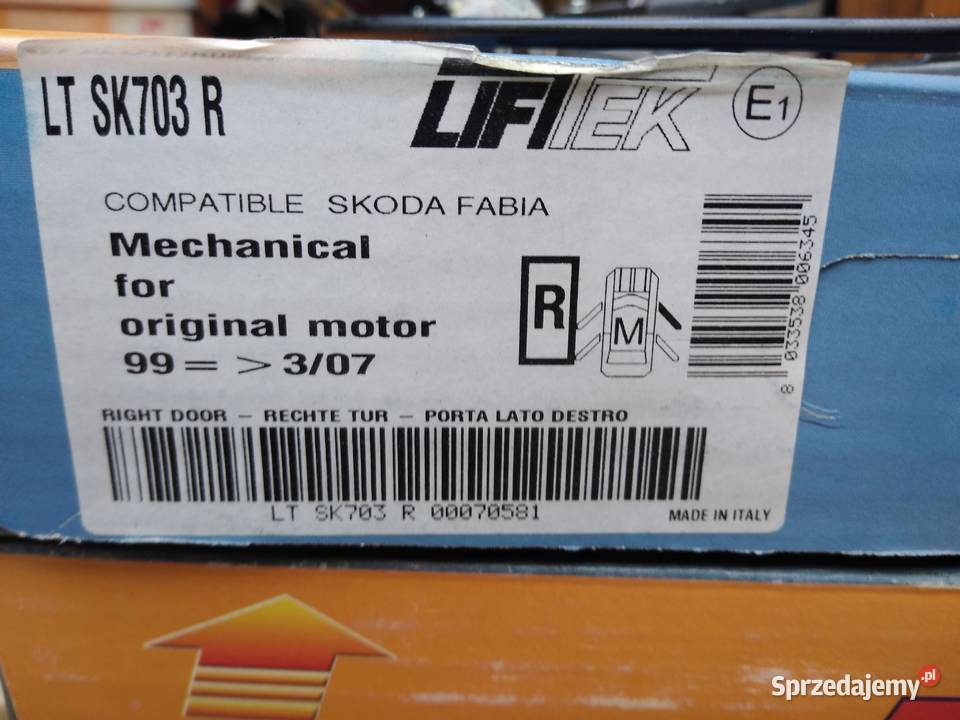 LT SK703 R
LIFTTEK
E1
COMPATIBLE SKODA FABIA
Mechanical
for
original motor
99 = > 3/07
R
M
8 033538 006345
RIGHT DOOR – RECHTE TUR – PORTA LATO DESTRO
LT SK703 R 00070581
MADE IN ITALY
Sprzedajemy.pl